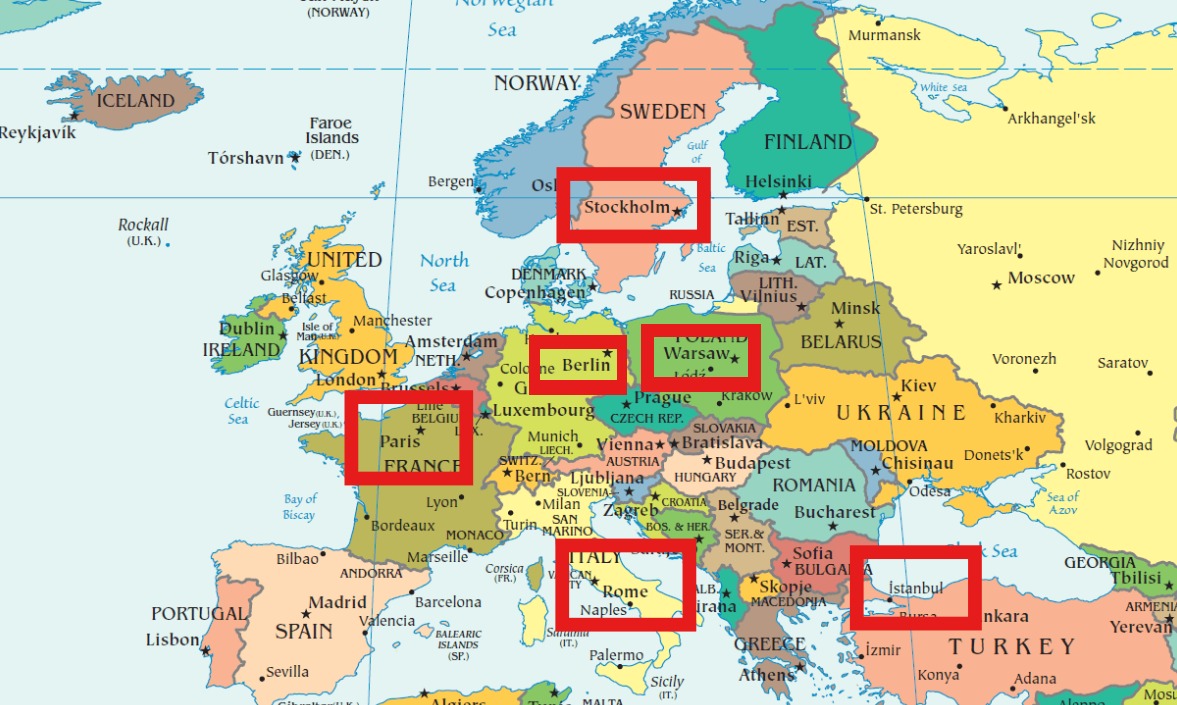 (NORWAY)
Norwegian
Sea
Murmansk
White Sea
NORWAY
ICELAND
SWEDEN
Reykjavík
Arkhangel'sk
Faroe
Islands
(DEN.)
Gulf
of
FINLAND
Tórshavn
Bergen
Helsinki
Stockholm
Rockall
(U.K.)
Tallinn
EST.
St. Petersburg
Baltic
Sea
Riga
LAT.
Yaroslavl'
Nizhniy
Novgorod
Moscow
UNITED
North
Sea
Glasgow
DENMARK
Copenhagen
LITH.
Vilnius
RUSSIA
Belfast
Minsk
Isle of
Man (U.K.)
Manchester
Dublin
IRELAND
KINGDOM
Amsterdam
NETH.
POLAND
BELARUS
Berlin
Warsaw
Łódź
Voronezh
Saratov
London
Brussels
Cologne
Kiev
Celtic
Sea
Guernsey (U.K.)
Jersey (U.K.)
Lille
BELGIU
LUX.
Luxembourg
Prague
CZECH REP.
Krakow
L'viv
UKRAINE
Kharkiv
Volgograd
Paris
FRANCE
Munich
LIECH.
SLOVAKIA
Vienna
Bratislava
AUSTRIA
MOLDOVA
Chisinau
Donets'k
Rostov
SWITZ.
Bern
Budapest
HUNGARY
Ljubljana
SLOVENIA
ROMANIA
Odesa
Sea of
Azov
Bay of
Biscay
Lyon
Milan
Zagreb
CROATIA
Belgrade
Bucharest
Bordeaux
Turin
SAN
MARINO
BOS. & HER.
SER.&
MONT.
MONACO
Bilbao
Marseille
ANDORRA
Corsica
(FR.)
ITALY
Sofia
BULGARIA
Sea
GEORGIA
Tbilisi
Rome
Naples
ALB.
Skopje
MACEDONIA
İstanbul
Bursa
nkara
ARMENIA
Yerevan
PORTUGAL
Lisbon
Madrid
SPAIN
Barcelona
Valencia
BALEARIC
ISLANDS
(SP.)
Sardinia
(IT.)
GREECE
TURKEY
İzmir
Sevilla
Palermo
Sicily
(IT.)
Athens
Konya
Adana
Gibraltar (U.K.)
Algiers
Tunis
MALTA
Aleppo
Mosu